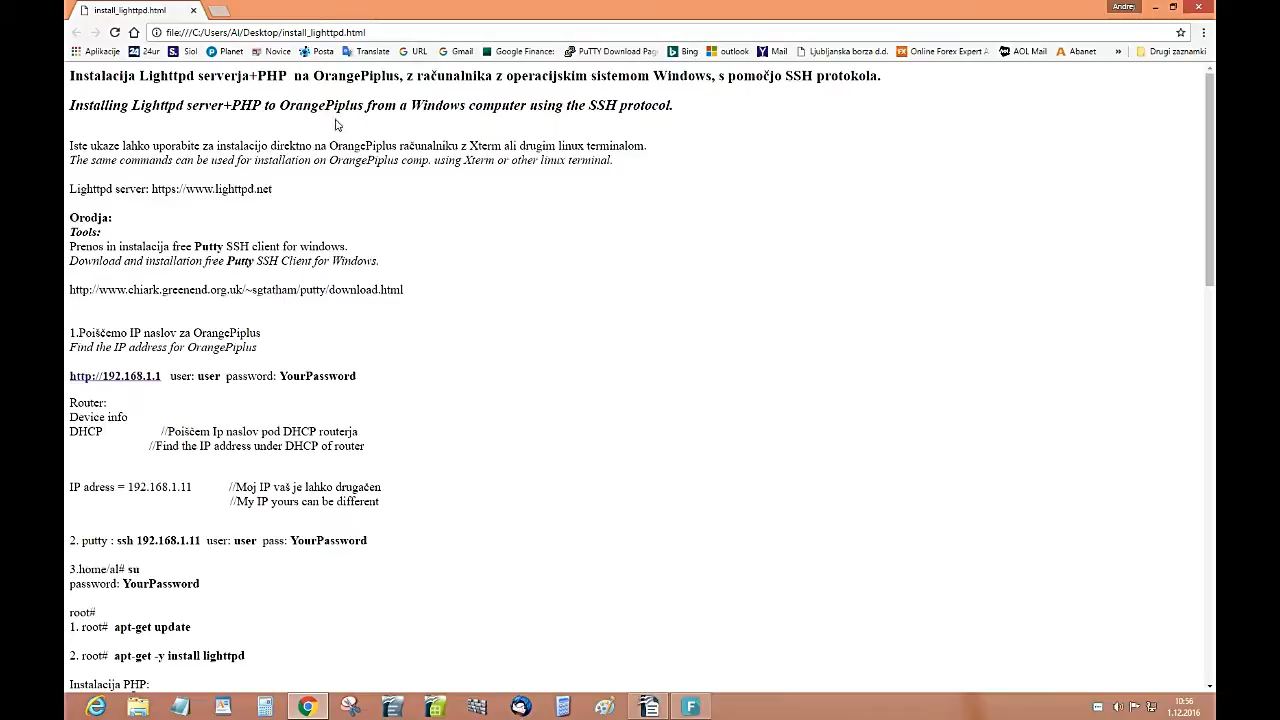 install_lighttpd.html
Andrej
file:///C:/Users/Al/Desktop/install_lighttpd.html
Aplikacije 24ur Siol Planet Novice Posta Translate URL Gmail Google Finance: PuTTY Download Pag Bing outlook Mail Ljubljanska borza d.d. Online Forex Expert A AOL Mail Abanet » Drugi zaznamki
Instalacija Lighttpd serverja+PHP na OrangePiplus, z računalnika z operacijskim sistemom Windows, s pomočjo SSH protokola.
Installing Lighttpd server+PHP to OrangePiplus from a Windows computer using the SSH protocol.
Iste ukaze lahko uporabite za instalacijo direktno na OrangePiplus računalniku z Xterm ali drugim linux terminalom.
The same commands can be used for installation on OrangePiplus comp. using Xterm or other linux terminal.
Lighttpd server: https://www.lighttpd.net
Orodja:
Tools:
Prenos in instalacija free Putty SSH client for windows.
Download and installation free Putty SSH Client for Windows.
http://www.chiark.greenend.org.uk/~sgtatham/putty/download.html
1.Poiščemo IP naslov za OrangePiplus
Find the IP address for OrangePiplus
http://192.168.1.1 user: user password: YourPassword
Router:
Device info
DHCP //Poiščem Ip naslov pod DHCP routerja
//Find the IP address under DHCP of router
IP adress = 192.168.1.11 //Moj IP vaš je lahko drugačen
//My IP yours can be different
2. putty : ssh 192.168.1.11 user: user pass: YourPassword
3.home/al# su
password: YourPassword
root#
1. root# apt-get update
2. root# apt-get -y install lighttpd
Instalacija PHP:
10:56
1.12.2016